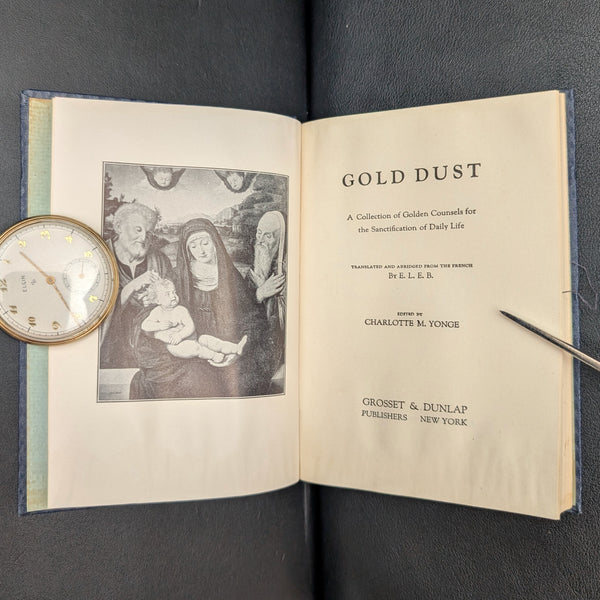 ELGIN
GOLD DUST
A Collection of Golden Counsels for
the Sanctification of Daily Life
TRANSLATED AND ABRIDGED FROM THE FRENCH
BY E. L. E. B.
EDITED BY
CHARLOTTE M. YONGE
GROSSET & DUNLAP
PUBLISHERS NEW YORK